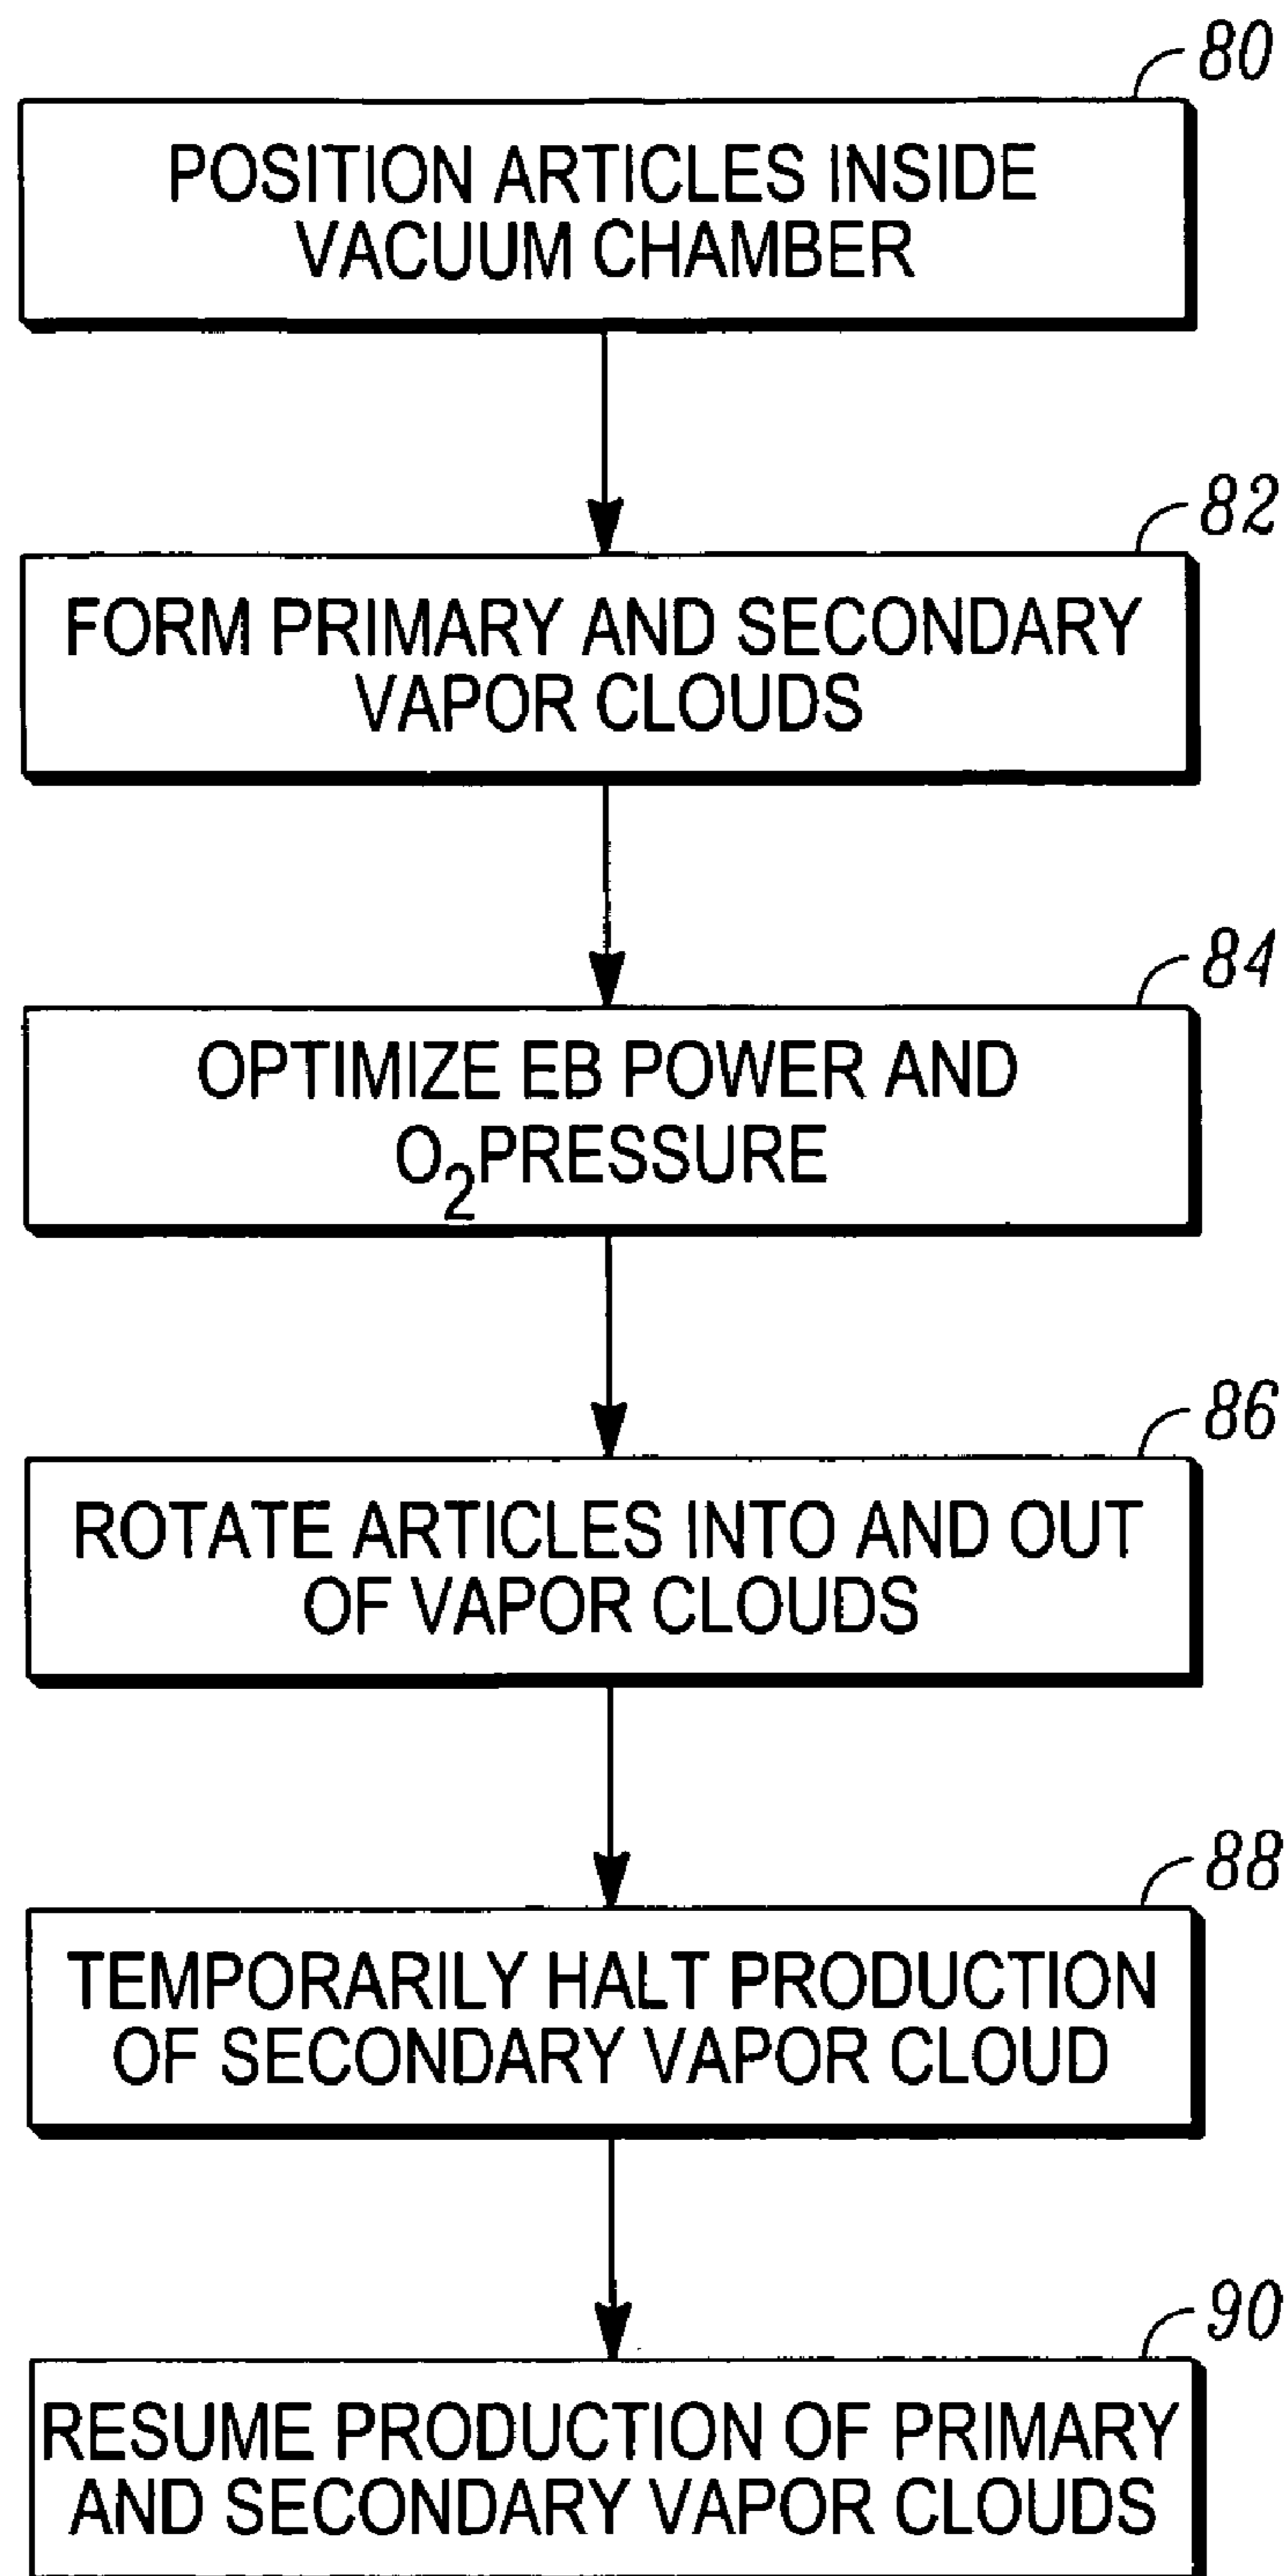 80
POSITION ARTICLES INSIDE
VACUUM CHAMBER
82
FORM PRIMARY AND SECONDARY
VAPOR CLOUDS
84
OPTIMIZE EB POWER AND
O2 PRESSURE
86
ROTATE ARTICLES INTO AND OUT
OF VAPOR CLOUDS
88
TEMPORARILY HALT PRODUCTION
OF SECONDARY VAPOR CLOUD
90
RESUME PRODUCTION OF PRIMARY
AND SECONDARY VAPOR CLOUDS